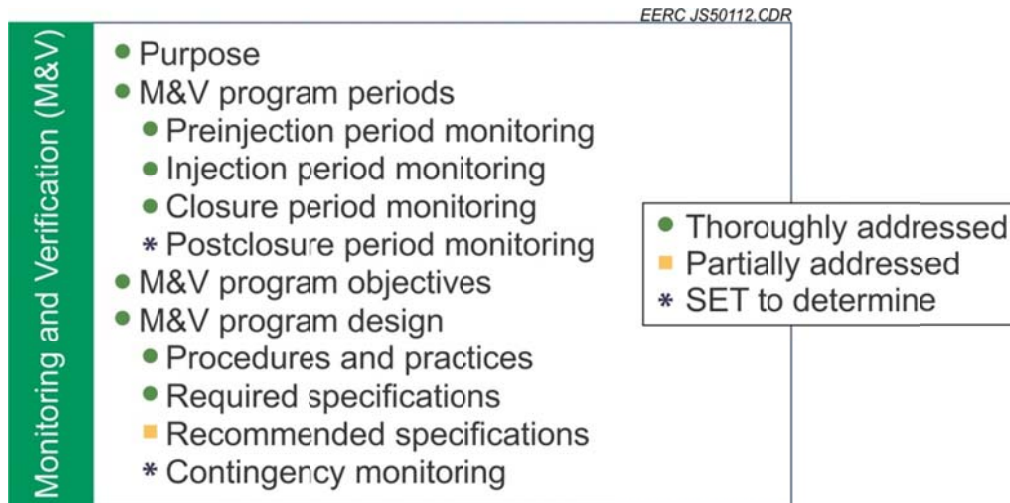 EERC JS50112.CDR
Monitoring and Verification (M&V)
Purpose
M&V program periods
Preinjection period monitoring
Injection period monitoring
Closure period monitoring
* Postclosure period monitoring
M&V program objectives
M&V program design
Procedures and practices
Required specifications
Recommended specifications
* Contingency monitoring
Thoroughly addressed
Partially addressed
* SET to determine